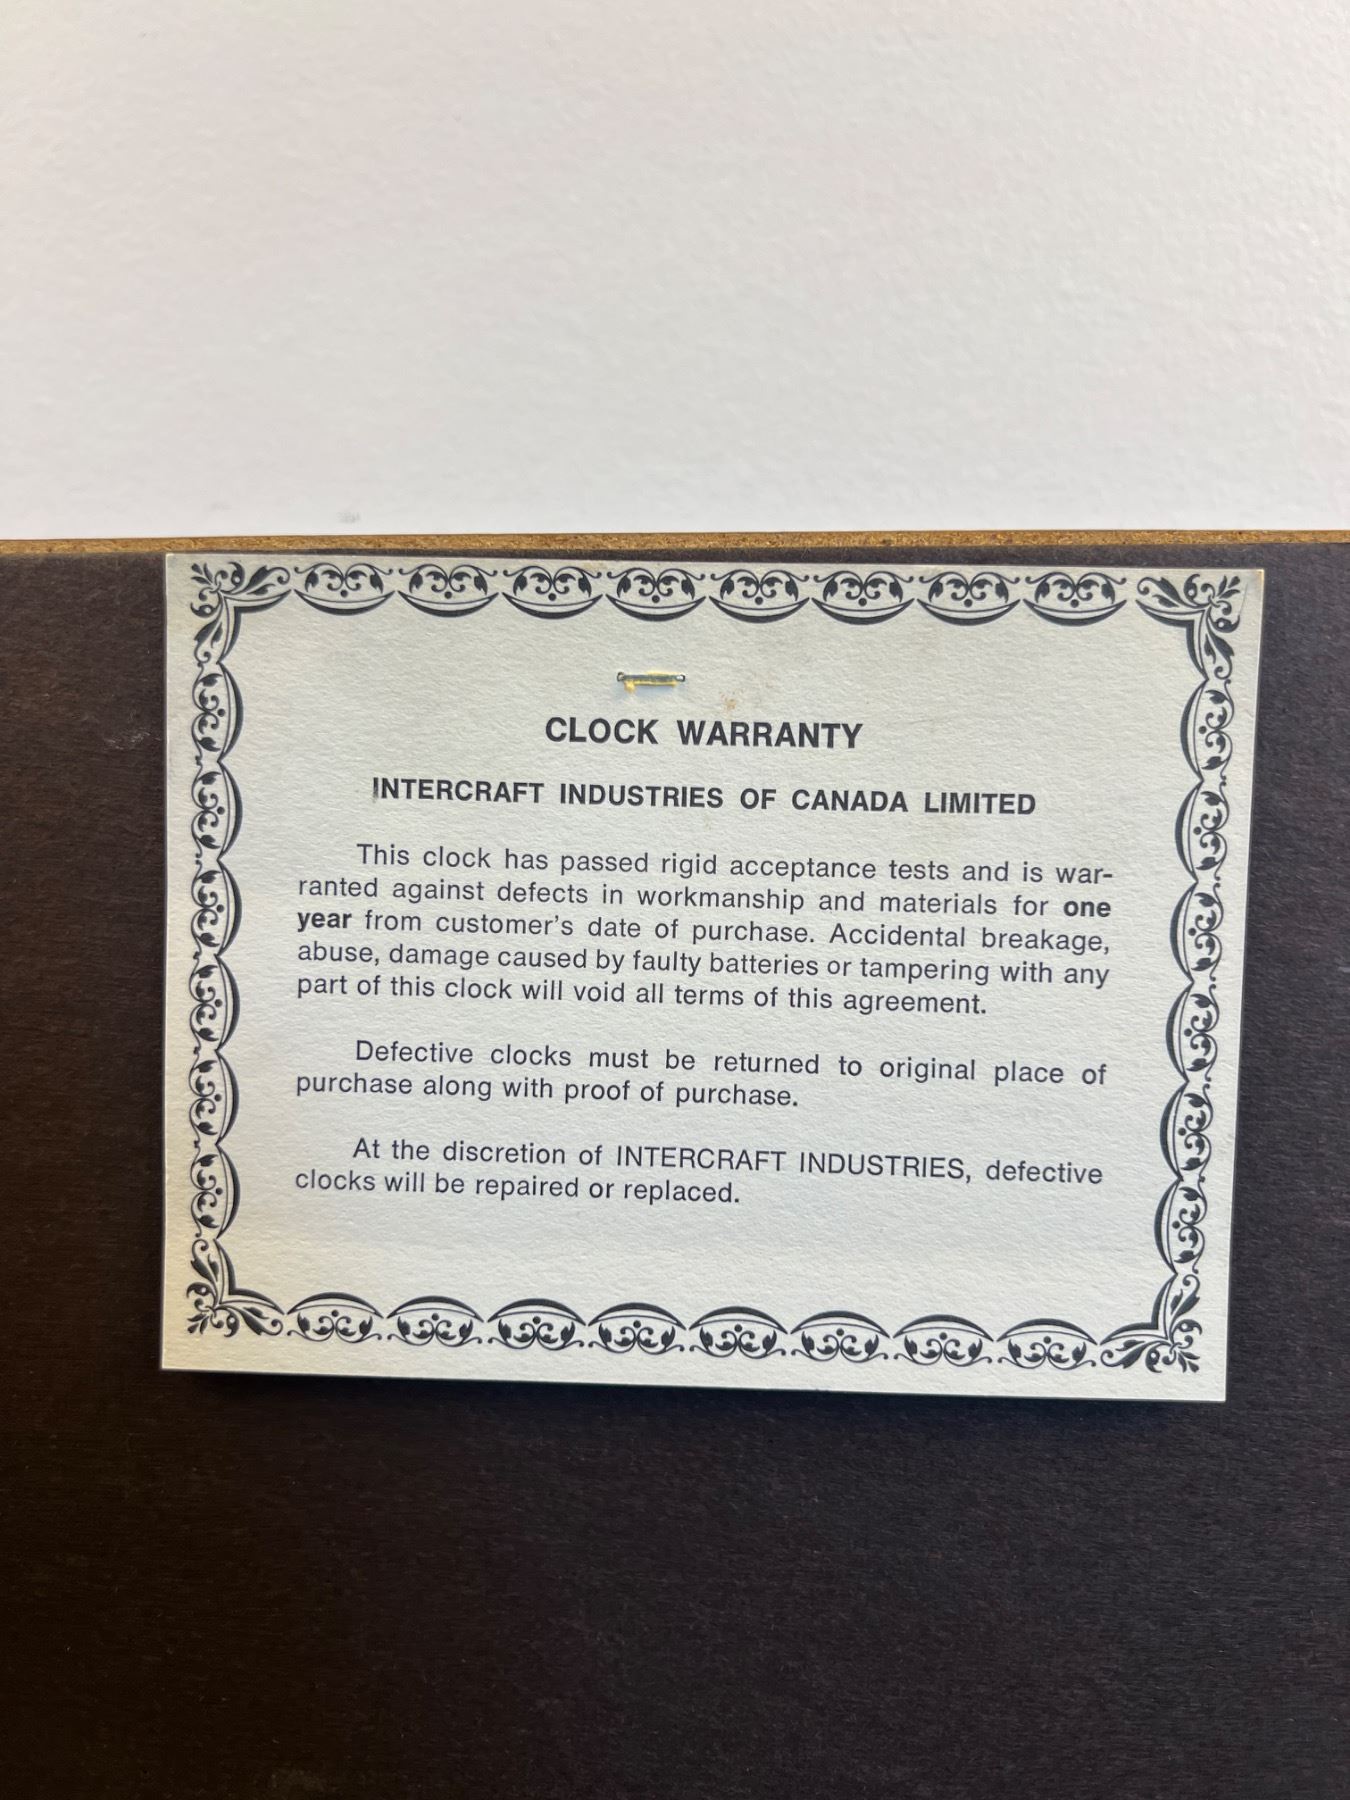 CLOCK WARRANTY
INTERCRAFT INDUSTRIES OF CANADA LIMITED
This clock has passed rigid acceptance tests and is war-
ranted against defects in workmanship and materials for one
year from customer's date of purchase. Accidental breakage,
abuse, damage caused by faulty batteries or tampering with any
part of this clock will void all terms of this agreement.
Defective clocks must be returned to original place of
purchase along with proof of purchase.
At the discretion of INTERCRAFT INDUSTRIES, defective
clocks will be repaired or replaced.